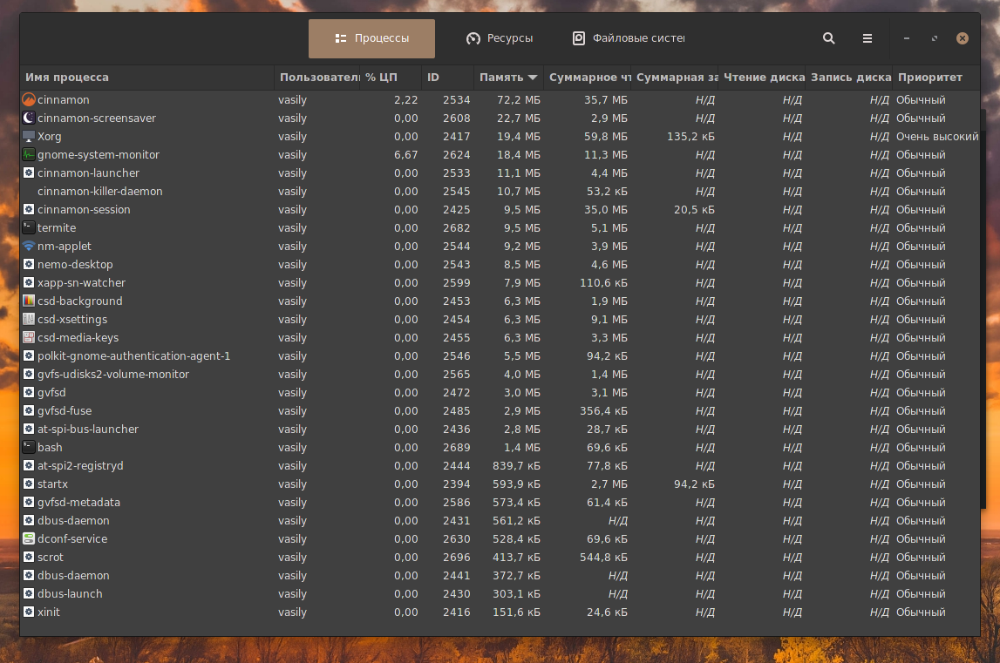 Процессы Ресурсы Файловые систе
Имя процесса Пользовател % ЦП ID Память Суммарное чт Суммарная за Чтение диска Запись диска Приоритет
cinnamon vasily 2,22 2534 72,2 МБ 35,7 МБ Н/Д Н/Д Н/Д Обычный
cinnamon-screensaver vasily 0,00 2608 22,7 МБ 2,9 МБ Н/Д Н/Д Н/Д Обычный
Xorg vasily 0,00 2417 19,4 МБ 59,8 МБ 135,2 кБ Н/Д Н/Д Очень высокий
gnome-system-monitor vasily 6,67 2624 18,4 МБ 11,3 МБ Н/Д Н/Д Н/Д Обычный
cinnamon-launcher vasily 0,00 2533 11,1 МБ 4,4 МБ Н/Д Н/Д Н/Д Обычный
cinnamon-killer-daemon vasily 0,00 2545 10,7 МБ 53,2 кБ Н/Д Н/Д Н/Д Обычный
cinnamon-session vasily 0,00 2425 9,5 МБ 35,0 МБ 20,5 кБ Н/Д Н/Д Обычный
termite vasily 0,00 2682 9,5 МБ 5,1 МБ Н/Д Н/Д Н/Д Обычный
nm-applet vasily 0,00 2544 9,2 МБ 3,9 МБ Н/Д Н/Д Н/Д Обычный
nemo-desktop vasily 0,00 2543 8,5 МБ 4,6 МБ Н/Д Н/Д Н/Д Обычный
xapp-sn-watcher vasily 0,00 2599 7,9 МБ 110,6 кБ Н/Д Н/Д Н/Д Обычный
csd-background vasily 0,00 2453 6,3 МБ 1,9 МБ Н/Д Н/Д Н/Д Обычный
csd-xsettings vasily 0,00 2454 6,3 МБ 9,1 МБ Н/Д Н/Д Н/Д Обычный
csd-media-keys vasily 0,00 2455 6,3 МБ 3,3 МБ Н/Д Н/Д Н/Д Обычный
polkit-gnome-authentication-agent-1 vasily 0,00 2546 5,5 МБ 94,2 кБ Н/Д Н/Д Н/Д Обычный
gvfs-udisks2-volume-monitor vasily 0,00 2565 4,0 МБ 1,4 МБ Н/Д Н/Д Н/Д Обычный
gvfsd vasily 0,00 2472 3,0 МБ 3,1 МБ Н/Д Н/Д Н/Д Обычный
gvfsd-fuse vasily 0,00 2485 2,9 МБ 356,4 кБ Н/Д Н/Д Н/Д Обычный
at-spi-bus-launcher vasily 0,00 2436 2,8 МБ 28,7 кБ Н/Д Н/Д Н/Д Обычный
bash vasily 0,00 2689 1,4 МБ 69,6 кБ Н/Д Н/Д Н/Д Обычный
at-spi2-registryd vasily 0,00 2444 839,7 кБ 77,8 кБ Н/Д Н/Д Н/Д Обычный
startx vasily 0,00 2394 593,9 кБ 2,7 МБ 94,2 кБ Н/Д Н/Д Обычный
gvfsd-metadata vasily 0,00 2586 573,4 кБ 61,4 кБ Н/Д Н/Д Н/Д Обычный
dbus-daemon vasily 0,00 2431 561,2 кБ Н/Д Н/Д Н/Д Н/Д Обычный
dconf-service vasily 0,00 2630 528,4 кБ 69,6 кБ Н/Д Н/Д Н/Д Обычный
scrot vasily 0,00 2696 413,7 кБ 544,8 кБ Н/Д Н/Д Н/Д Обычный
dbus-daemon vasily 0,00 2441 372,7 кБ Н/Д Н/Д Н/Д Н/Д Обычный
dbus-launch vasily 0,00 2430 303,1 кБ Н/Д Н/Д Н/Д Н/Д Обычный
xinit vasily 0,00 2416 151,6 кБ 24,6 кБ Н/Д Н/Д Н/Д Обычный